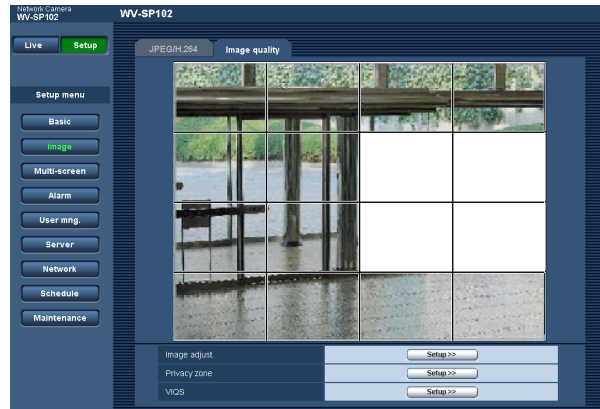 Network Camera
WV-SP102
WV-SP102
Live Setup
JPEG/H.264 Image quality
Setup menu
Basic
Image
Multi-screen
Alarm
User mng.
Server
Network
Schedule
Maintenance
Image adjust Setup >>
Privacy zone Setup >>
VIQS Setup >>